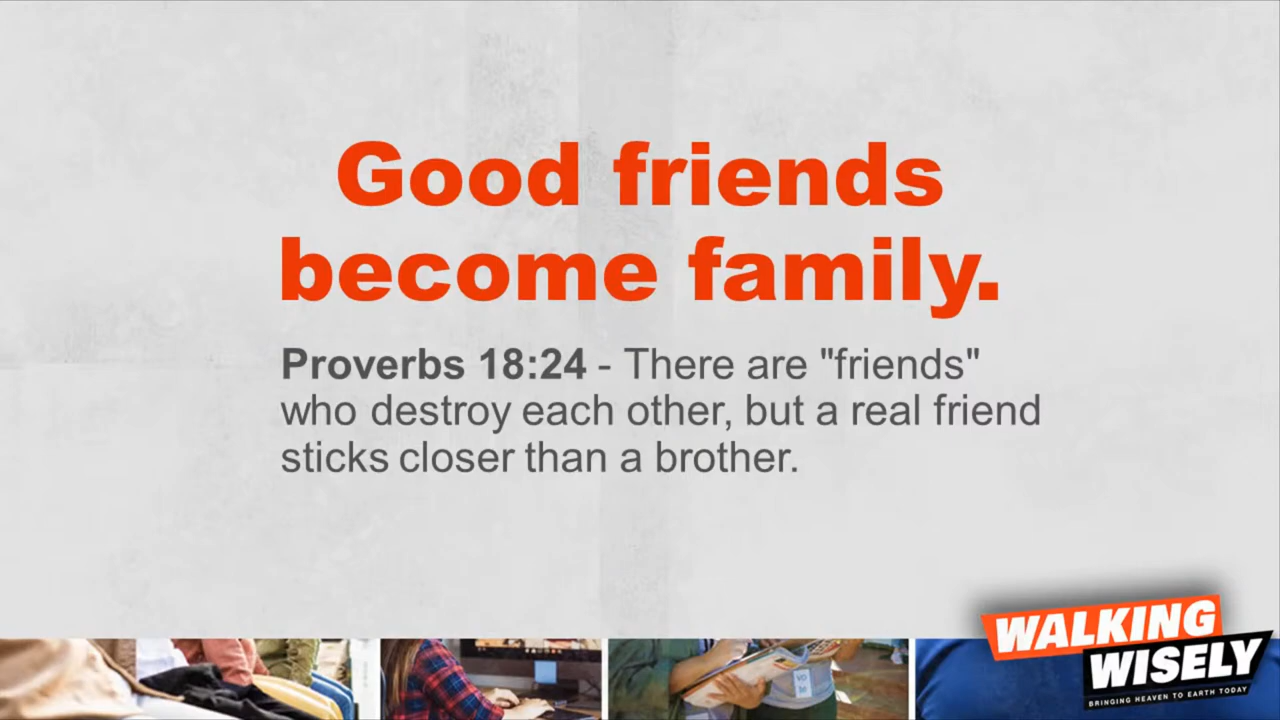 Good friends
become family.
Proverbs 18:24 - There are "friends"
who destroy each other, but a real friend
sticks closer than a brother.
WALKING
WISELY
BRINGING HEAVEN TO EARTH TODAY